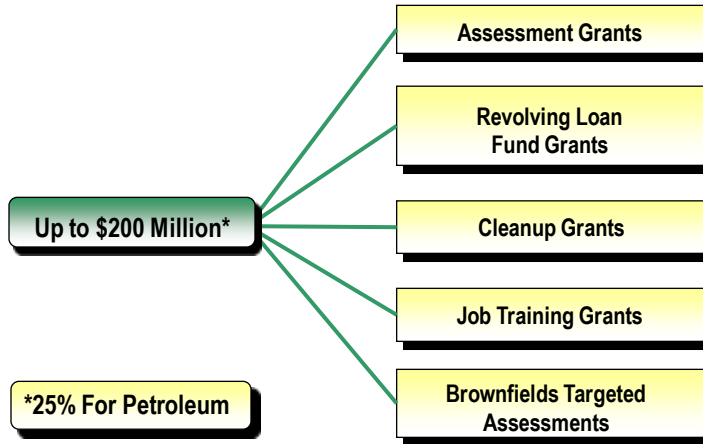 Assessment Grants
Revolving Loan
Fund Grants
Up to $200 Million*
Cleanup Grants
Job Training Grants
*25% For Petroleum
Brownfields Targeted
Assessments